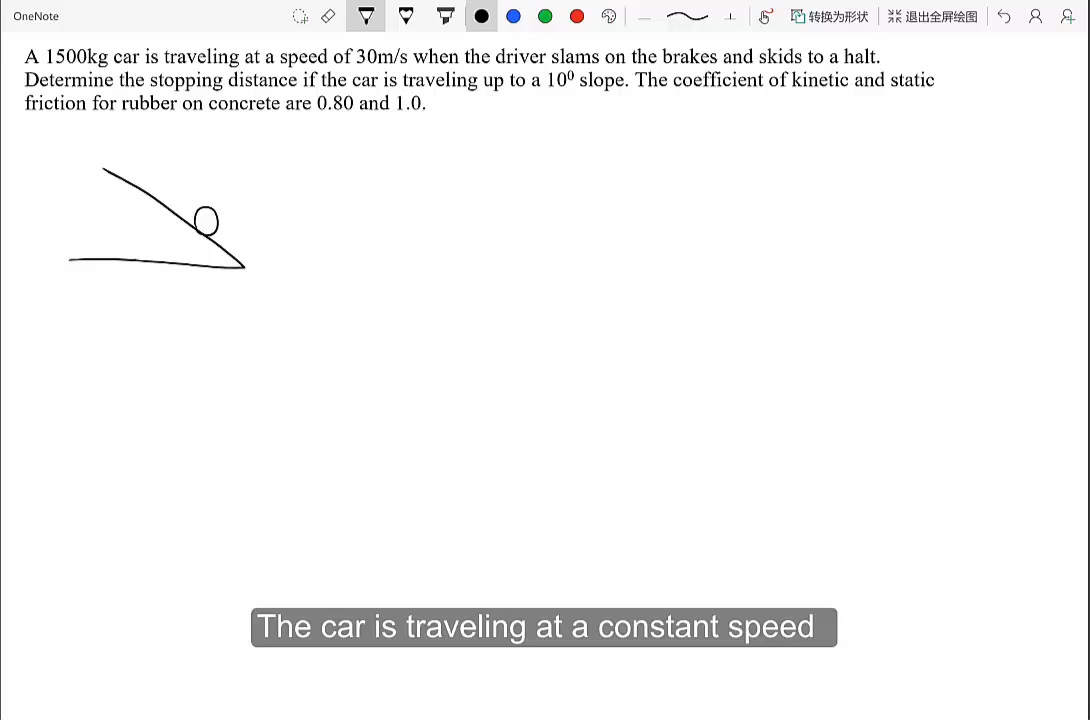 OneNote
转换为形状
退出全屏绘图
A 1500kg car is traveling at a speed of 30m/s when the driver slams on the brakes and skids to a halt.
Determine the stopping distance if the car is traveling up to a 10⁰ slope. The coefficient of kinetic and static
friction for rubber on concrete are 0.80 and 1.0.
The car is traveling at a constant speed